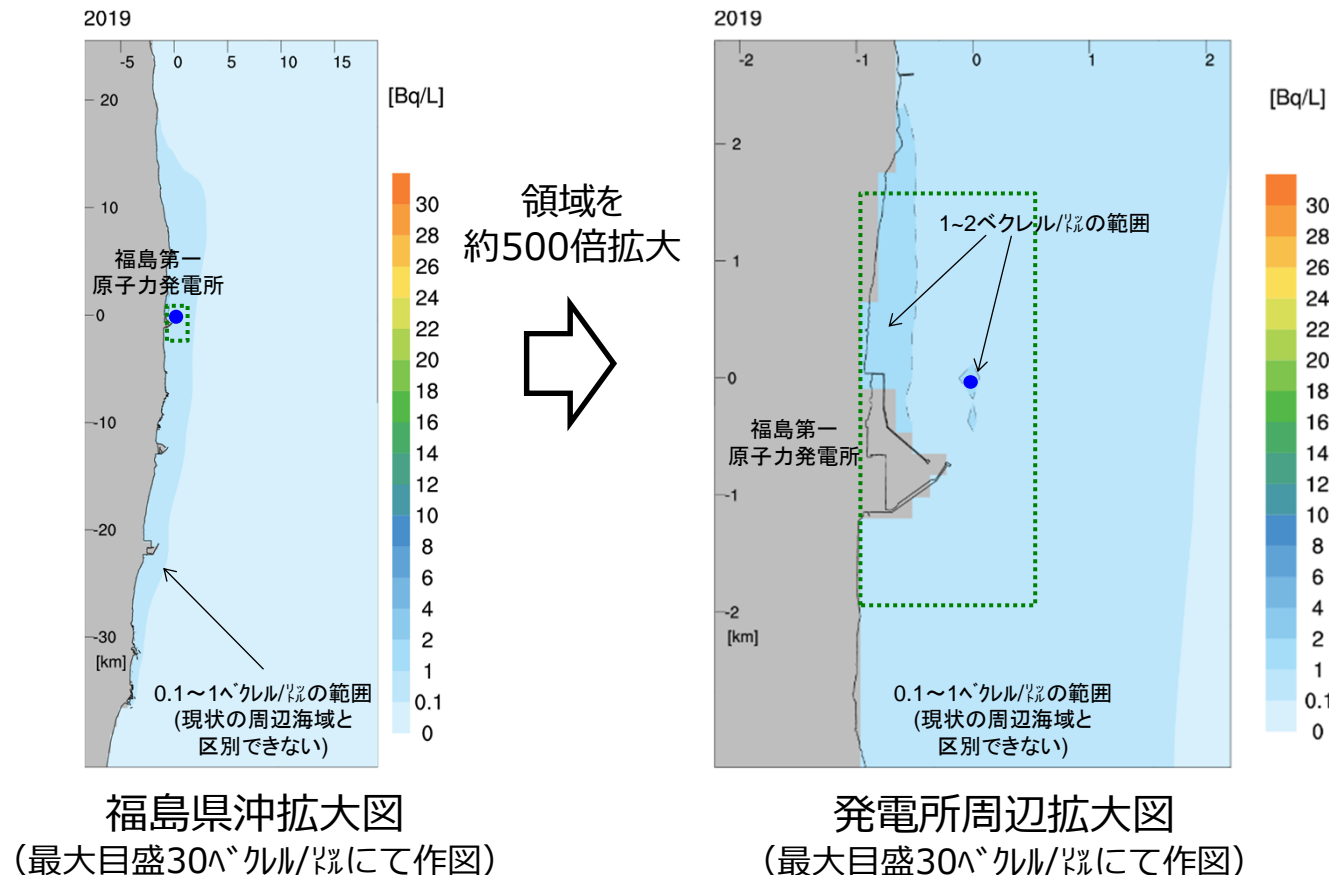 2019
-5 0 5 10 15
[Bq/L]
20
10
0
-10
-20
-30
[km]
福島第一
原子力発電所
0.1～1ﾍﾞｸﾚﾙ/㍑の範囲
(現状の周辺海域と
区別できない)
30
28
26
24
22
20
18
16
14
12
10
8
6
4
2
1
0.1
0
福島県沖拡大図
（最大目盛30ﾍﾞｸﾚﾙ/㍑にて作図）
領域を
約500倍拡大
2019
-2 -1 0 1 2
[Bq/L]
2
1
0
-1
-2
[km]
1~2ベクレル/㍑の範囲
福島第一
原子力発電所
0.1～1ﾍﾞｸﾚﾙ/㍑の範囲
(現状の周辺海域と
区別できない)
30
28
26
24
22
20
18
16
14
12
10
8
6
4
2
1
0.1
0
発電所周辺拡大図
（最大目盛30ﾍﾞｸﾚﾙ/㍑にて作図）